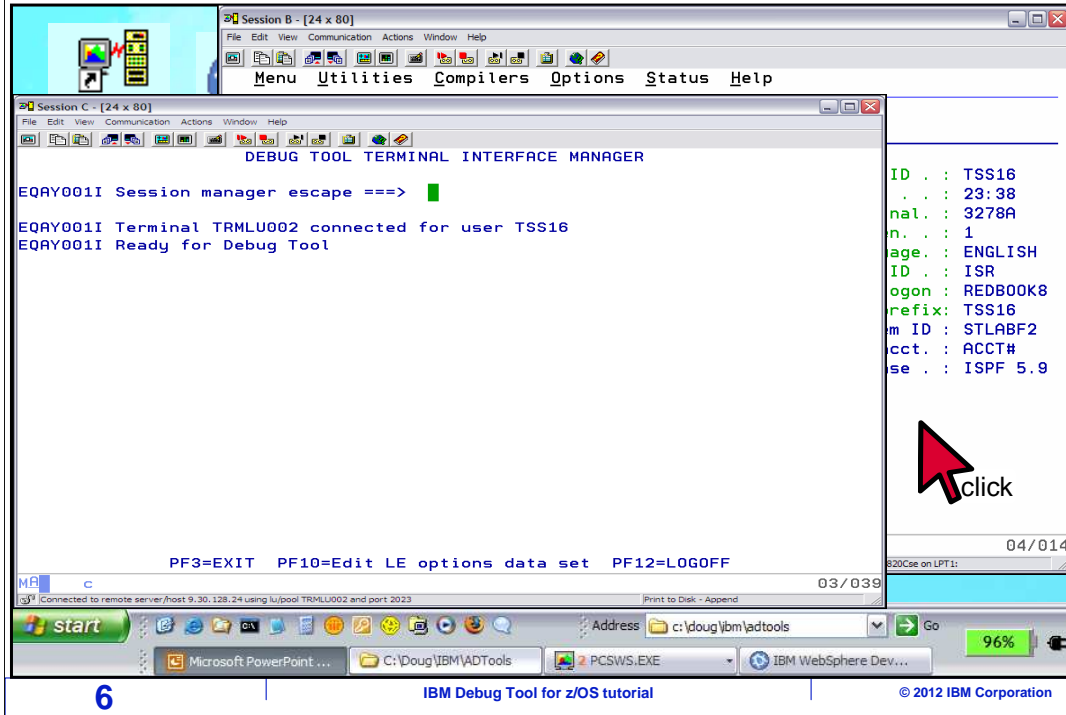 Session B - [24 x 80]
File Edit View Communication Actions Window Help
Menu Utilities Compilers Options Status Help
Session C - [24 x 80]
File Edit View Communication Actions Window Help
DEBUG TOOL TERMINAL INTERFACE MANAGER
EQAY001I Session manager escape ===>
EQAY001I Terminal TRMLU002 connected for user TSS16
EQAY001I Ready for Debug Tool
PF3=EXIT PF10=Edit LE options data set PF12=LOGOFF
MA c 03/039
Connected to remote server/host 9.30.128.24 using lu/pool TRMLU002 and port 2023 Print to Disk - Append
ID . : TSS16
. . : 23:38
nal. : 3278A
n. . : 1
age. : ENGLISH
ID . : ISR
ogon : REDBOOK8
refix: TSS16
m ID : STLABF2
cct. : ACCT#
se . : ISPF 5.9
click
04/014
820Cse on LPT1:
start Address c:\doug\ibm\adtools Go
96%
Microsoft PowerPoint ... C:\Doug\IBM\ADTools 2 PCSWS.EXE IBM WebSphere Dev...
6 IBM Debug Tool for z/OS tutorial © 2012 IBM Corporation